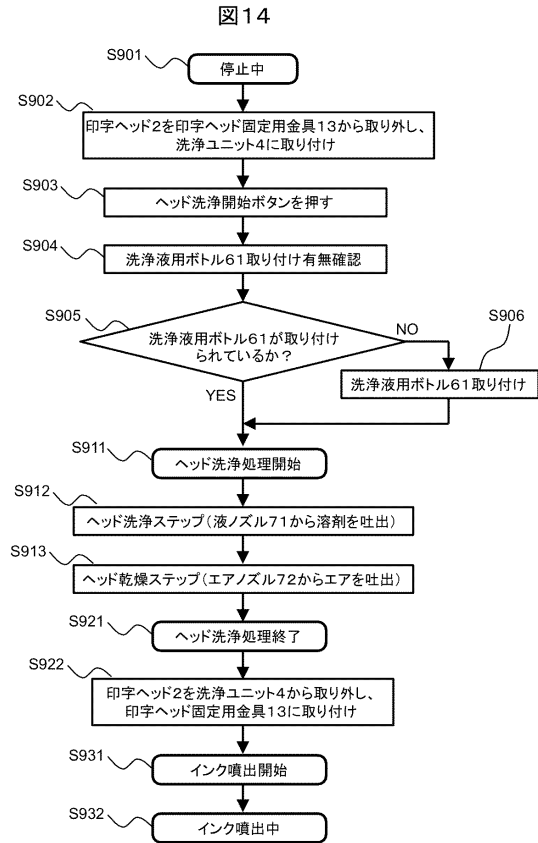 図14
S901
停止中
S902
印字ヘッド2を印字ヘッド固定用金具13から取り外し、
洗浄ユニット4に取り付け
S903
ヘッド洗浄開始ボタンを押す
S904
洗浄液用ボトル61取り付け有無確認
S905
洗浄液用ボトル61が取り付け
られているか?
NO
S906
洗浄液用ボトル61取り付け
YES
S911
ヘッド洗浄処理開始
S912
ヘッド洗浄ステップ(液ノズル71から溶剤を吐出)
S913
ヘッド乾燥ステップ(エアノズル72からエアを吐出)
S921
ヘッド洗浄処理終了
S922
印字ヘッド2を洗浄ユニット4から取り外し、
印字ヘッド固定用金具13に取り付け
S931
インク噴出開始
S932
インク噴出中